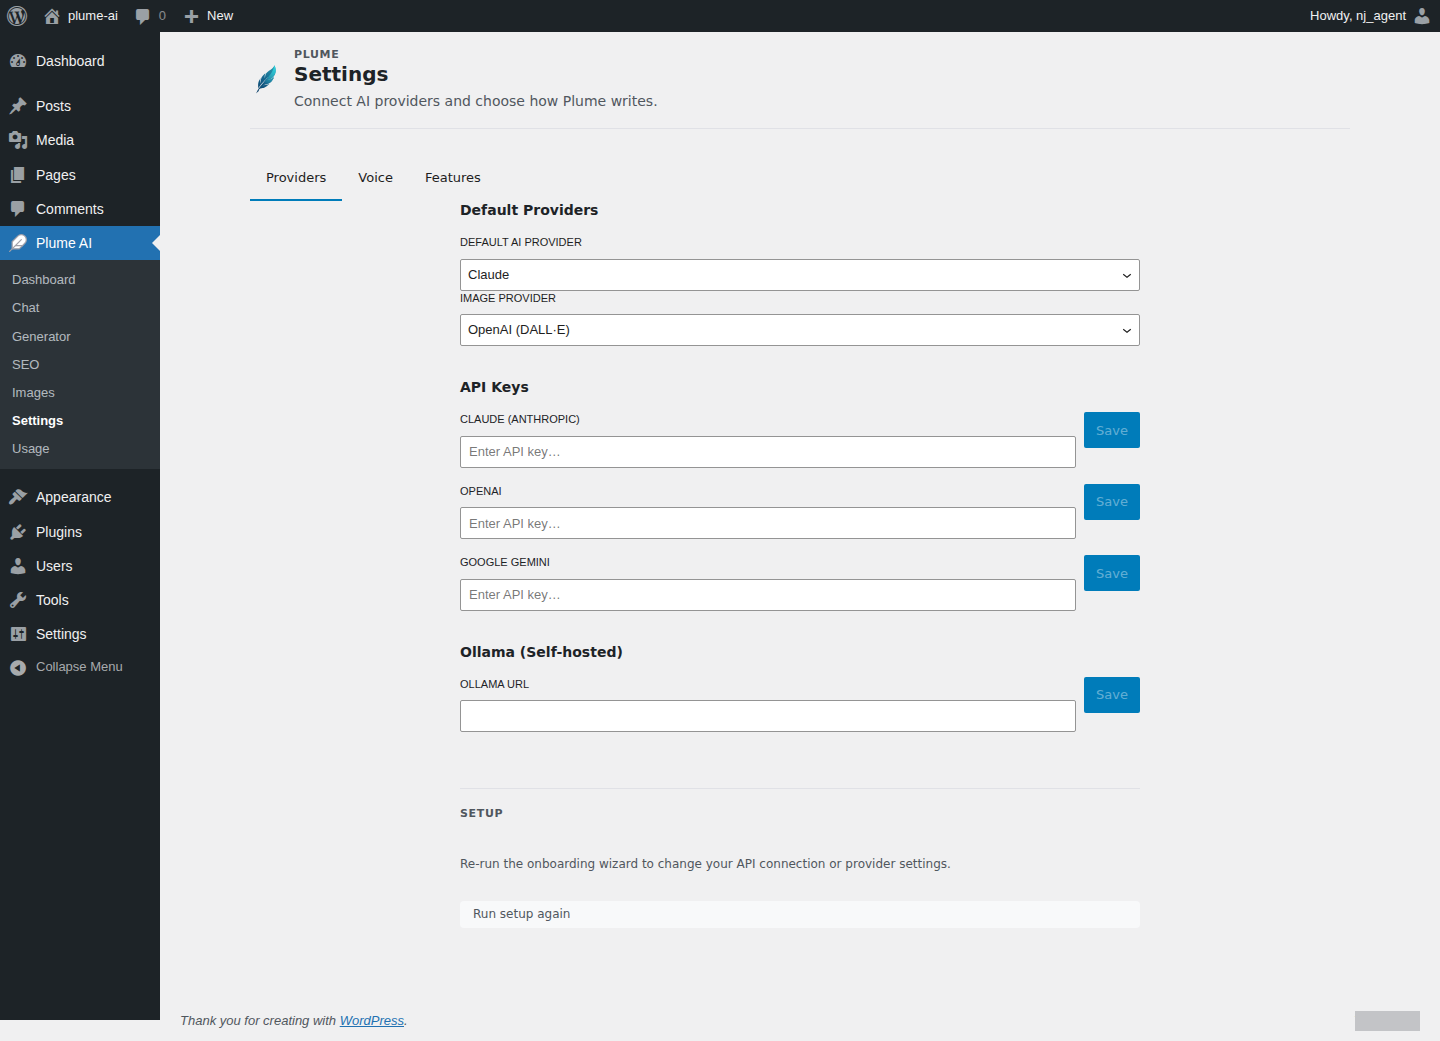 plume-ai
0
New
Howdy, nj_agent
Dashboard
Posts
Media
Pages
Comments
Plume AI
Dashboard
Chat
Generator
SEO
Images
Settings
Usage
Appearance
Plugins
Users
Tools
Settings
Collapse Menu
PLUME
Settings
Connect AI providers and choose how Plume writes.
Providers
Voice
Features
Default Providers
DEFAULT AI PROVIDER
Claude
IMAGE PROVIDER
OpenAI (DALL·E)
API Keys
CLAUDE (ANTHROPIC)
Enter API key…
Save
OPENAI
Enter API key…
Save
GOOGLE GEMINI
Enter API key…
Save
Ollama (Self-hosted)
OLLAMA URL
Save
SETUP
Re-run the onboarding wizard to change your API connection or provider settings.
Run setup again
Thank you for creating with WordPress.